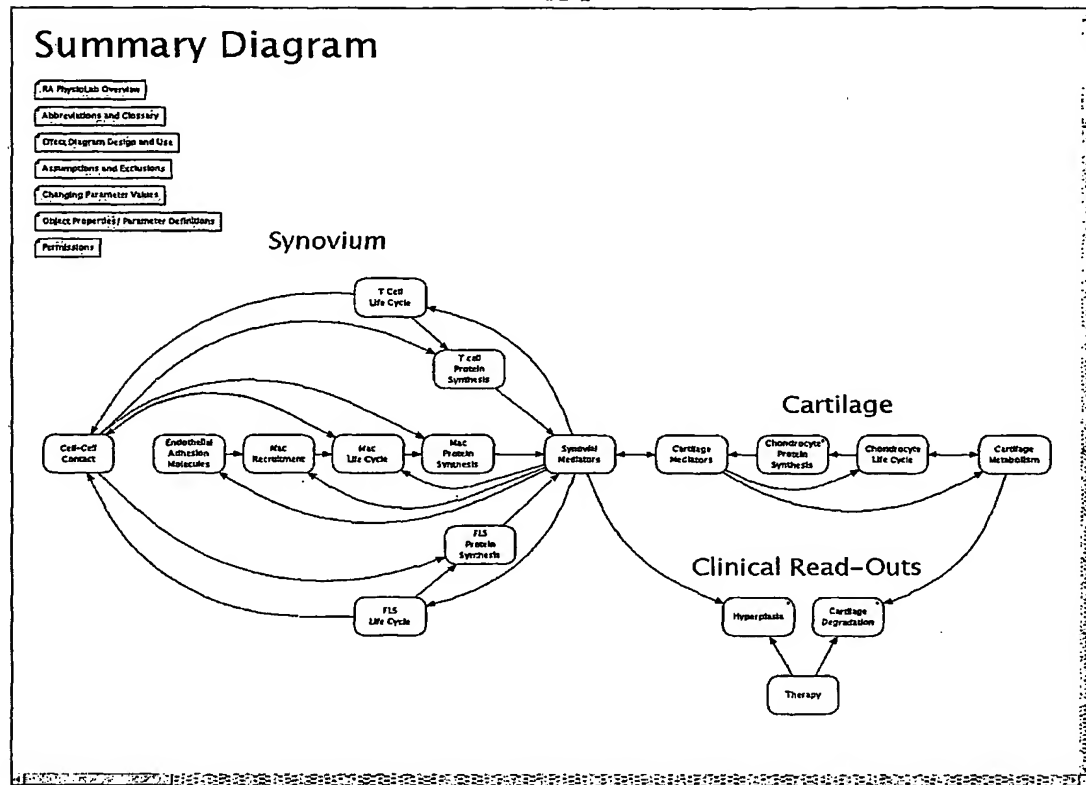 Summary Diagram
RA PhysioLab Overview
Abbreviations and Glossary
Effect Diagram Design and Use
Assumptions and Exclusions
Changing Parameter Values
Object Properties/ Parameter Definitions
Permissions
Synovium
T Cell
Life Cycle
T cell
Protein
Synthesis
Cartilage
Cell-Cell
Contact
Endothelial
Adhesion
Molecules
Mac
Recruitment
Mac
Life Cycle
Mac
Protein
Synthesis
Synovial
Mediators
Cartilage
Mediators
Chondrocyte
Protein
Synthesis
Chondrocyte
Life Cycle
Cartilage
Metabolism
FLS
Protein
Synthesis
FLS
Life Cycle
Clinical Read-Outs
Hyperplasia
Cartilage
Degradation
Therapy